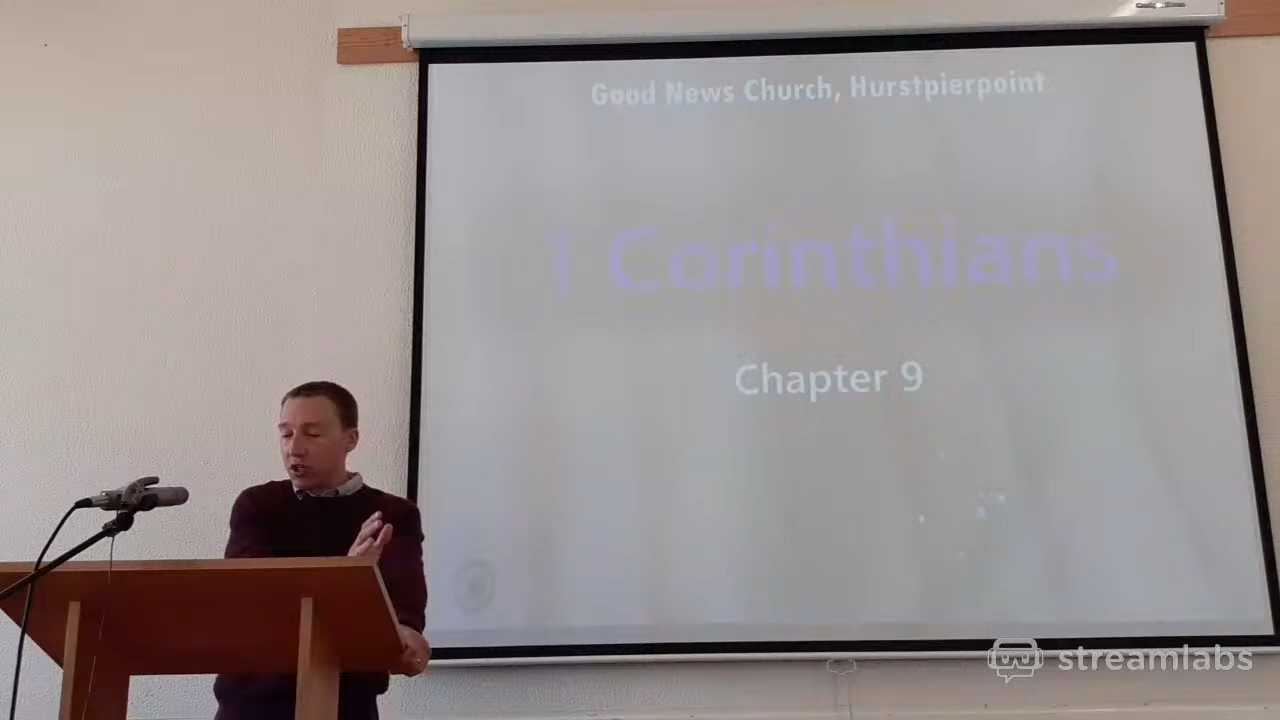 Good News Church, Hurstpierpoint
1 Corinthians
Chapter 9
streamlabs